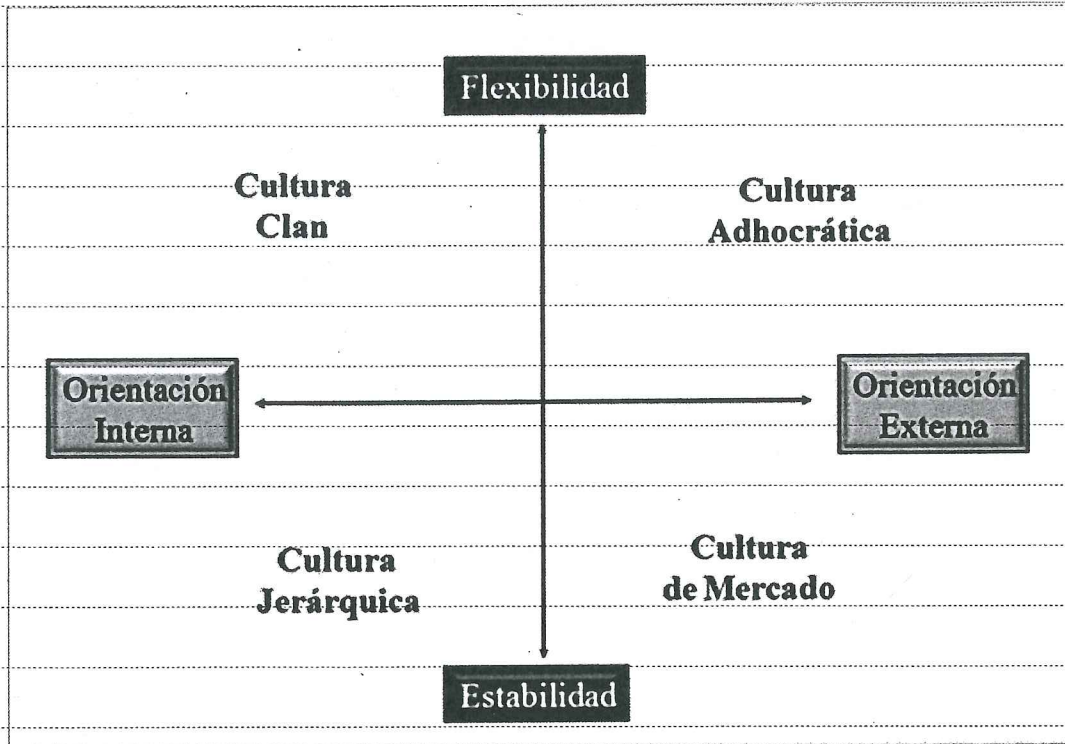 Flexibilidad
Cultura
Clan
Cultura
Adhocrática
Orientación
Interna
Orientación
Externa
Cultura
Jerárquica
Cultura
de Mercado
Estabilidad